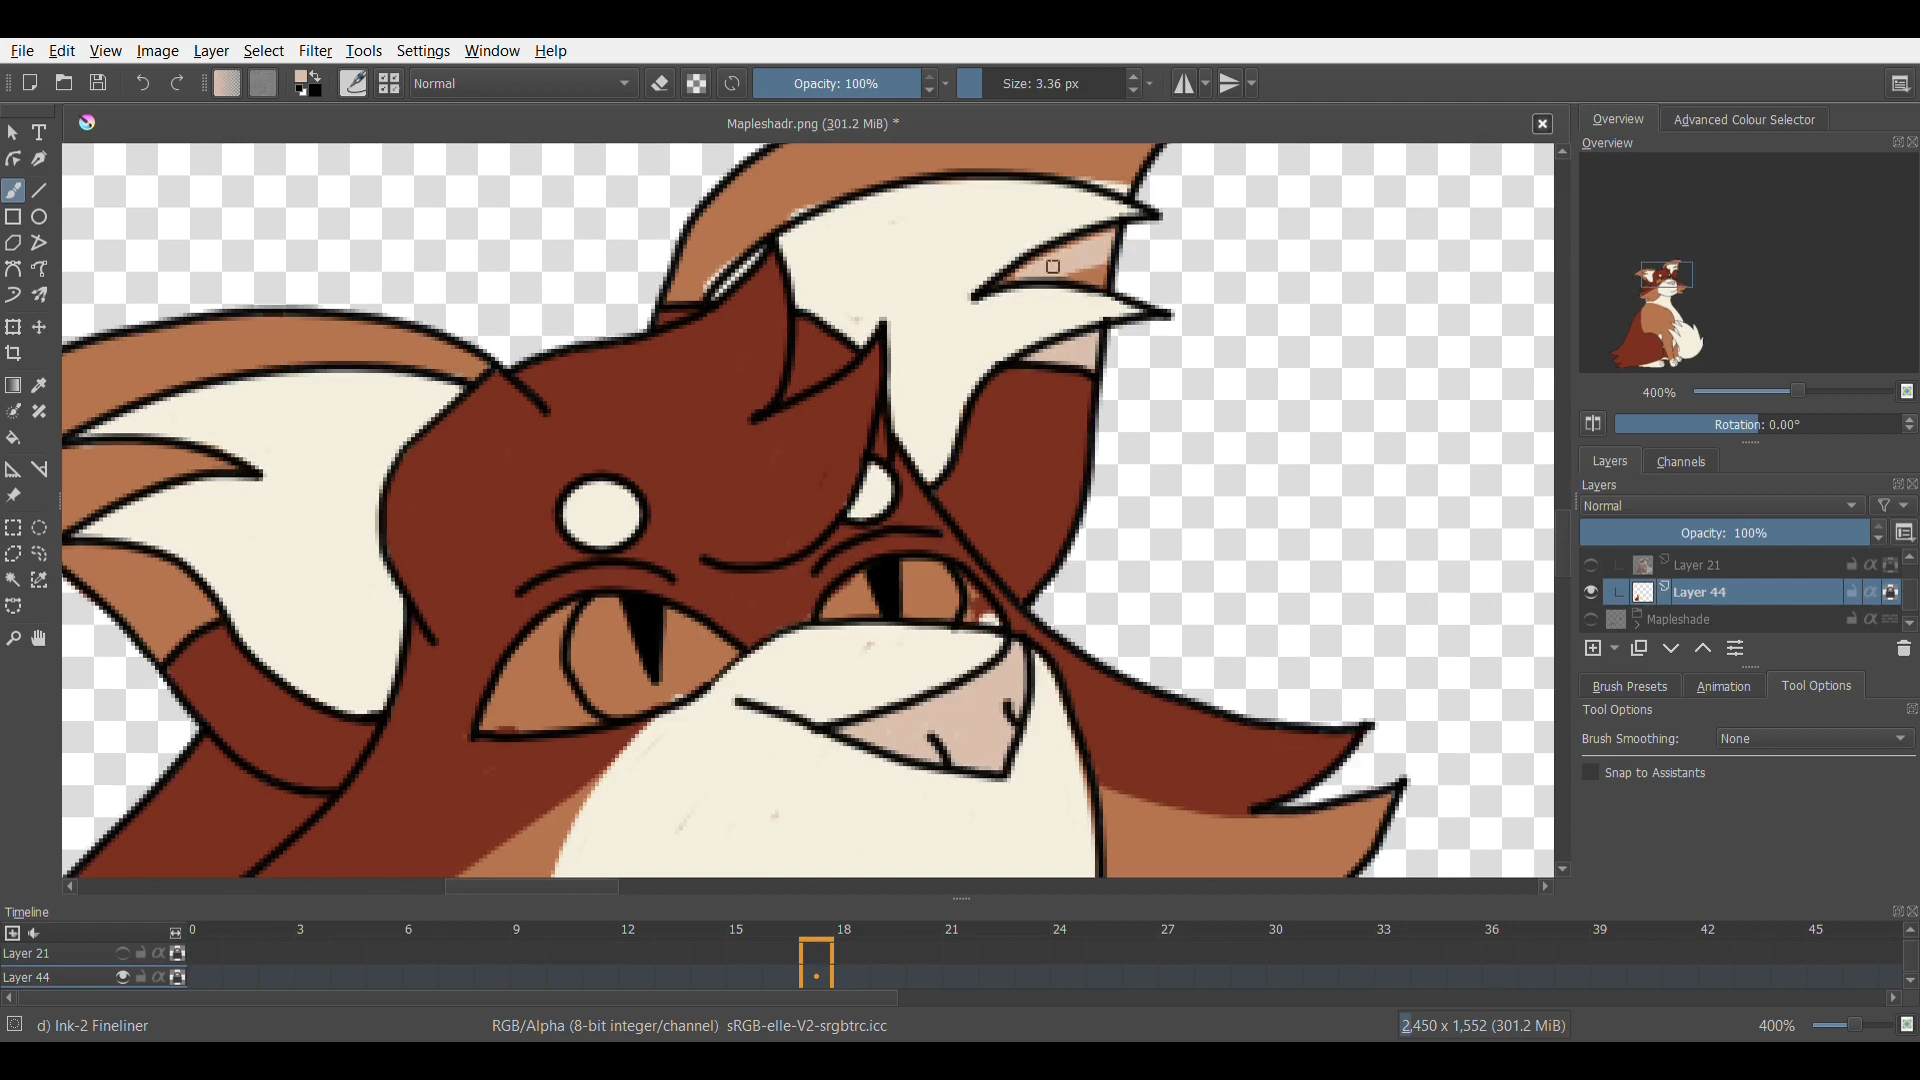 File Edit View Image Layer Select Filter Tools Settings Window Help
Normal Opacity: 100% Size: 3.36 px
Mapleshadr.png (301.2 MiB) *
Overview Advanced Colour Selector
Overview
400%
Rotation: 0.00°
Layers Channels
Layers
Normal
Opacity: 100%
Layer 21
Layer 44
Mapleshade
Brush Presets Animation Tool Options
Tool Options
Brush Smoothing: None
Snap to Assistants
Timeline
0 3 6 9 12 15 18 21 24 27 30 33 36 39 42 45
Layer 21
Layer 44
d) Ink-2 Fineliner RGB/Alpha (8-bit integer/channel) sRGB-elle-V2-srgbtrc.icc 2,450 x 1,552 (301.2 MiB) 400%